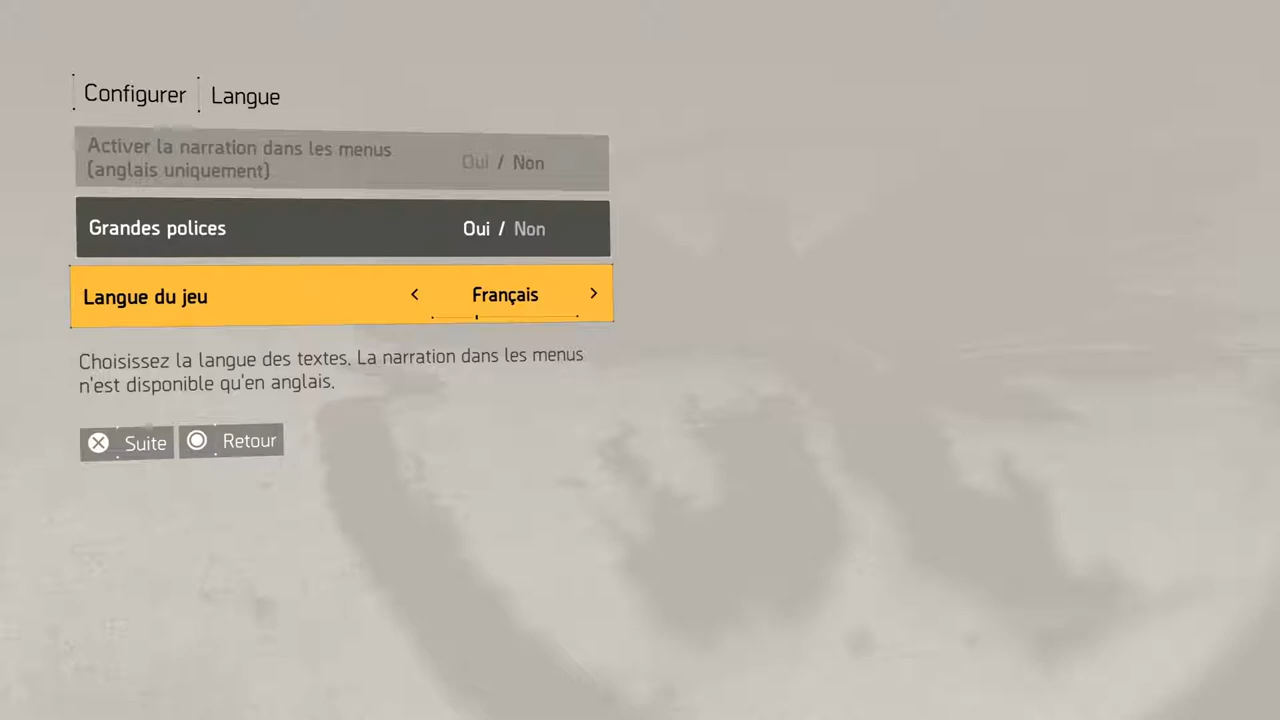 Configurer Langue
Activer la narration dans les menus
(anglais uniquement)
Oui / Non
Grandes polices
Oui / Non
Langue du jeu
< Français >
Choisissez la langue des textes. La narration dans les menus
n'est disponible qu'en anglais.
Suite Retour